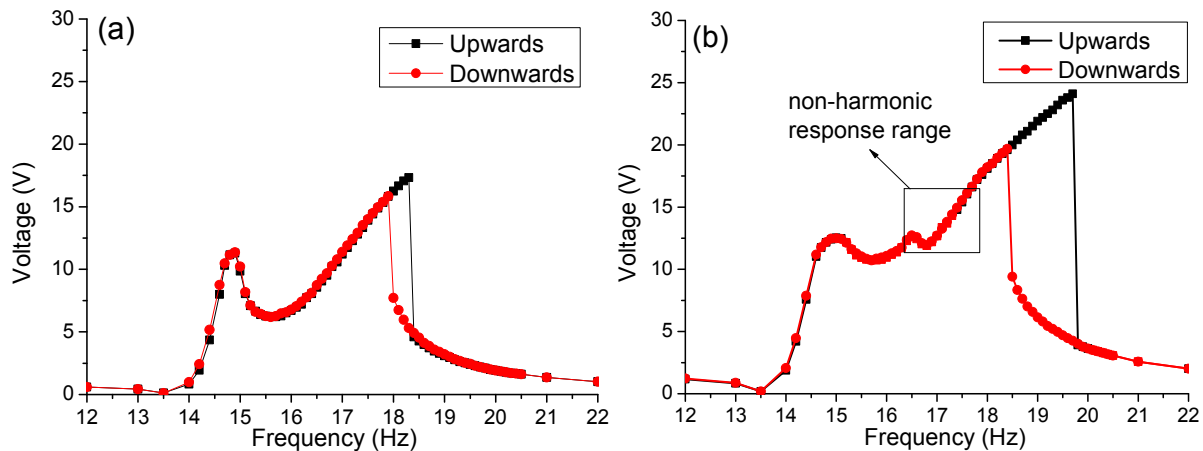 (a)
Upwards
Downwards
Voltage (V)
30
25
20
15
10
5
0
12 13 14 15 16 17 18 19 20 21 22
Frequency (Hz)
(b)
Upwards
Downwards
non-harmonic
response range
Voltage (V)
30
25
20
15
10
5
0
12 13 14 15 16 17 18 19 20 21 22
Frequency (Hz)